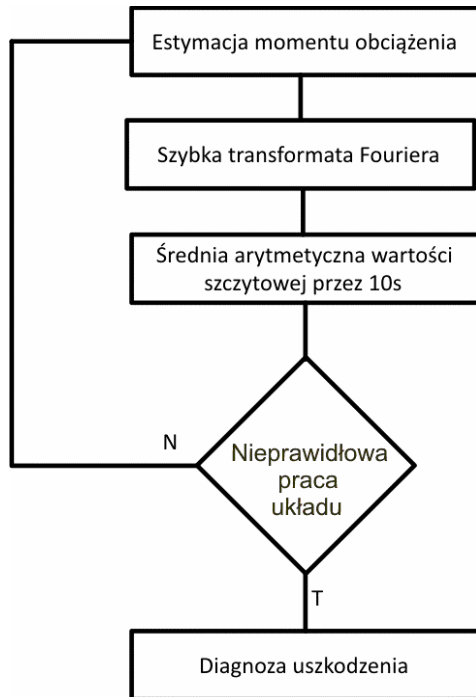 Estymacja momentu obciążenia
Szybka transformata Fouriera
Średnia arytmetyczna wartości
szczytowej przez 10s
N
Nieprawidłowa
praca
układu
T
Diagnoza uszkodzenia